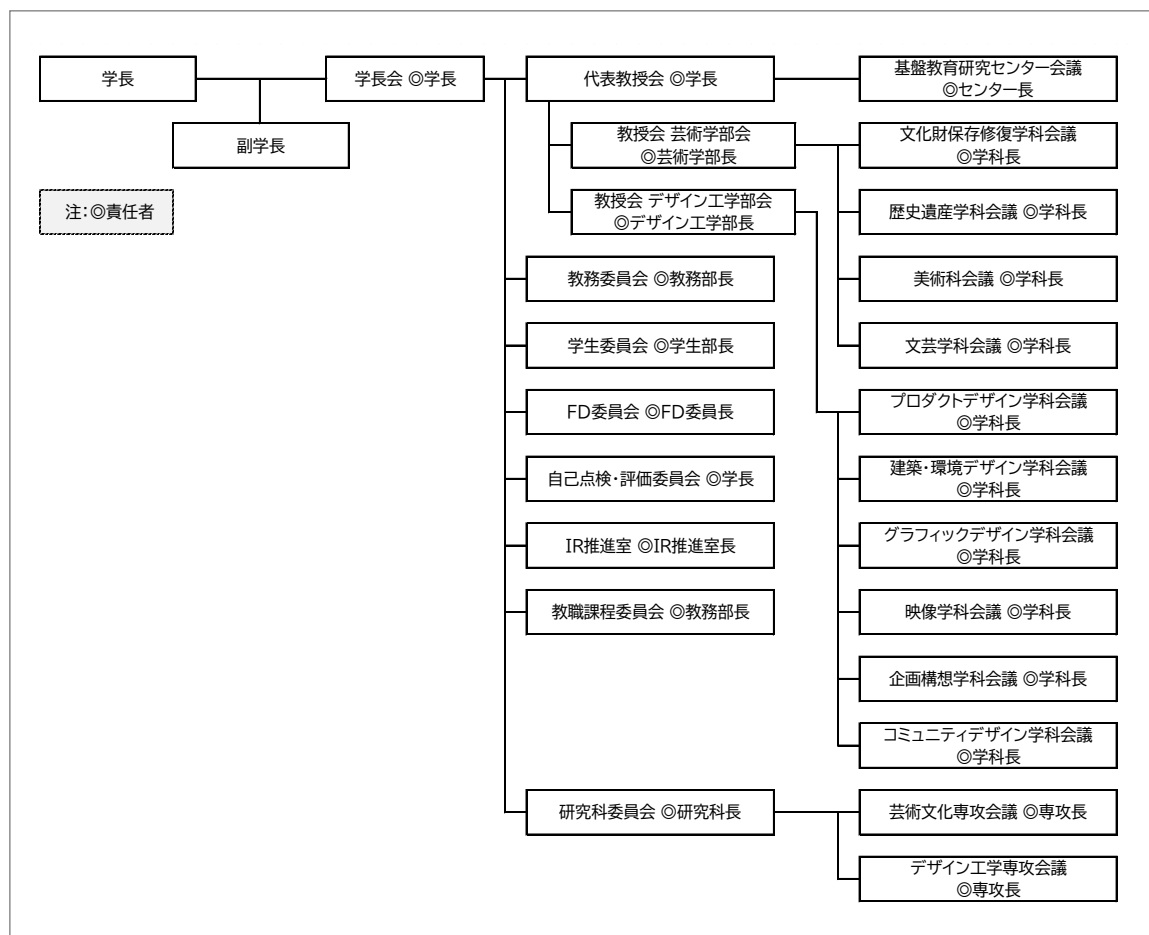 学長
学長会 ◎学長
代表教授会 ◎学長
基盤教育研究センター会議
◎センター長
副学長
教授会 芸術学部会
◎芸術学部長
文化財保存修復学科会議
◎学科長
注:◎責任者
教授会 デザイン工学部会
◎デザイン工学部長
歴史遺産学科会議 ◎学科長
教務委員会 ◎教務部長
美術科会議 ◎学科長
学生委員会 ◎学生部長
文芸学科会議 ◎学科長
FD委員会 ◎FD委員長
プロダクトデザイン学科会議
◎学科長
自己点検・評価委員会 ◎学長
建築・環境デザイン学科会議
◎学科長
IR推進室 ◎IR推進室長
グラフィックデザイン学科会議
◎学科長
教職課程委員会 ◎教務部長
映像学科会議 ◎学科長
企画構想学科会議 ◎学科長
コミュニティデザイン学科会議
◎学科長
研究科委員会 ◎研究科長
芸術文化専攻会議 ◎専攻長
デザイン工学専攻会議
◎専攻長